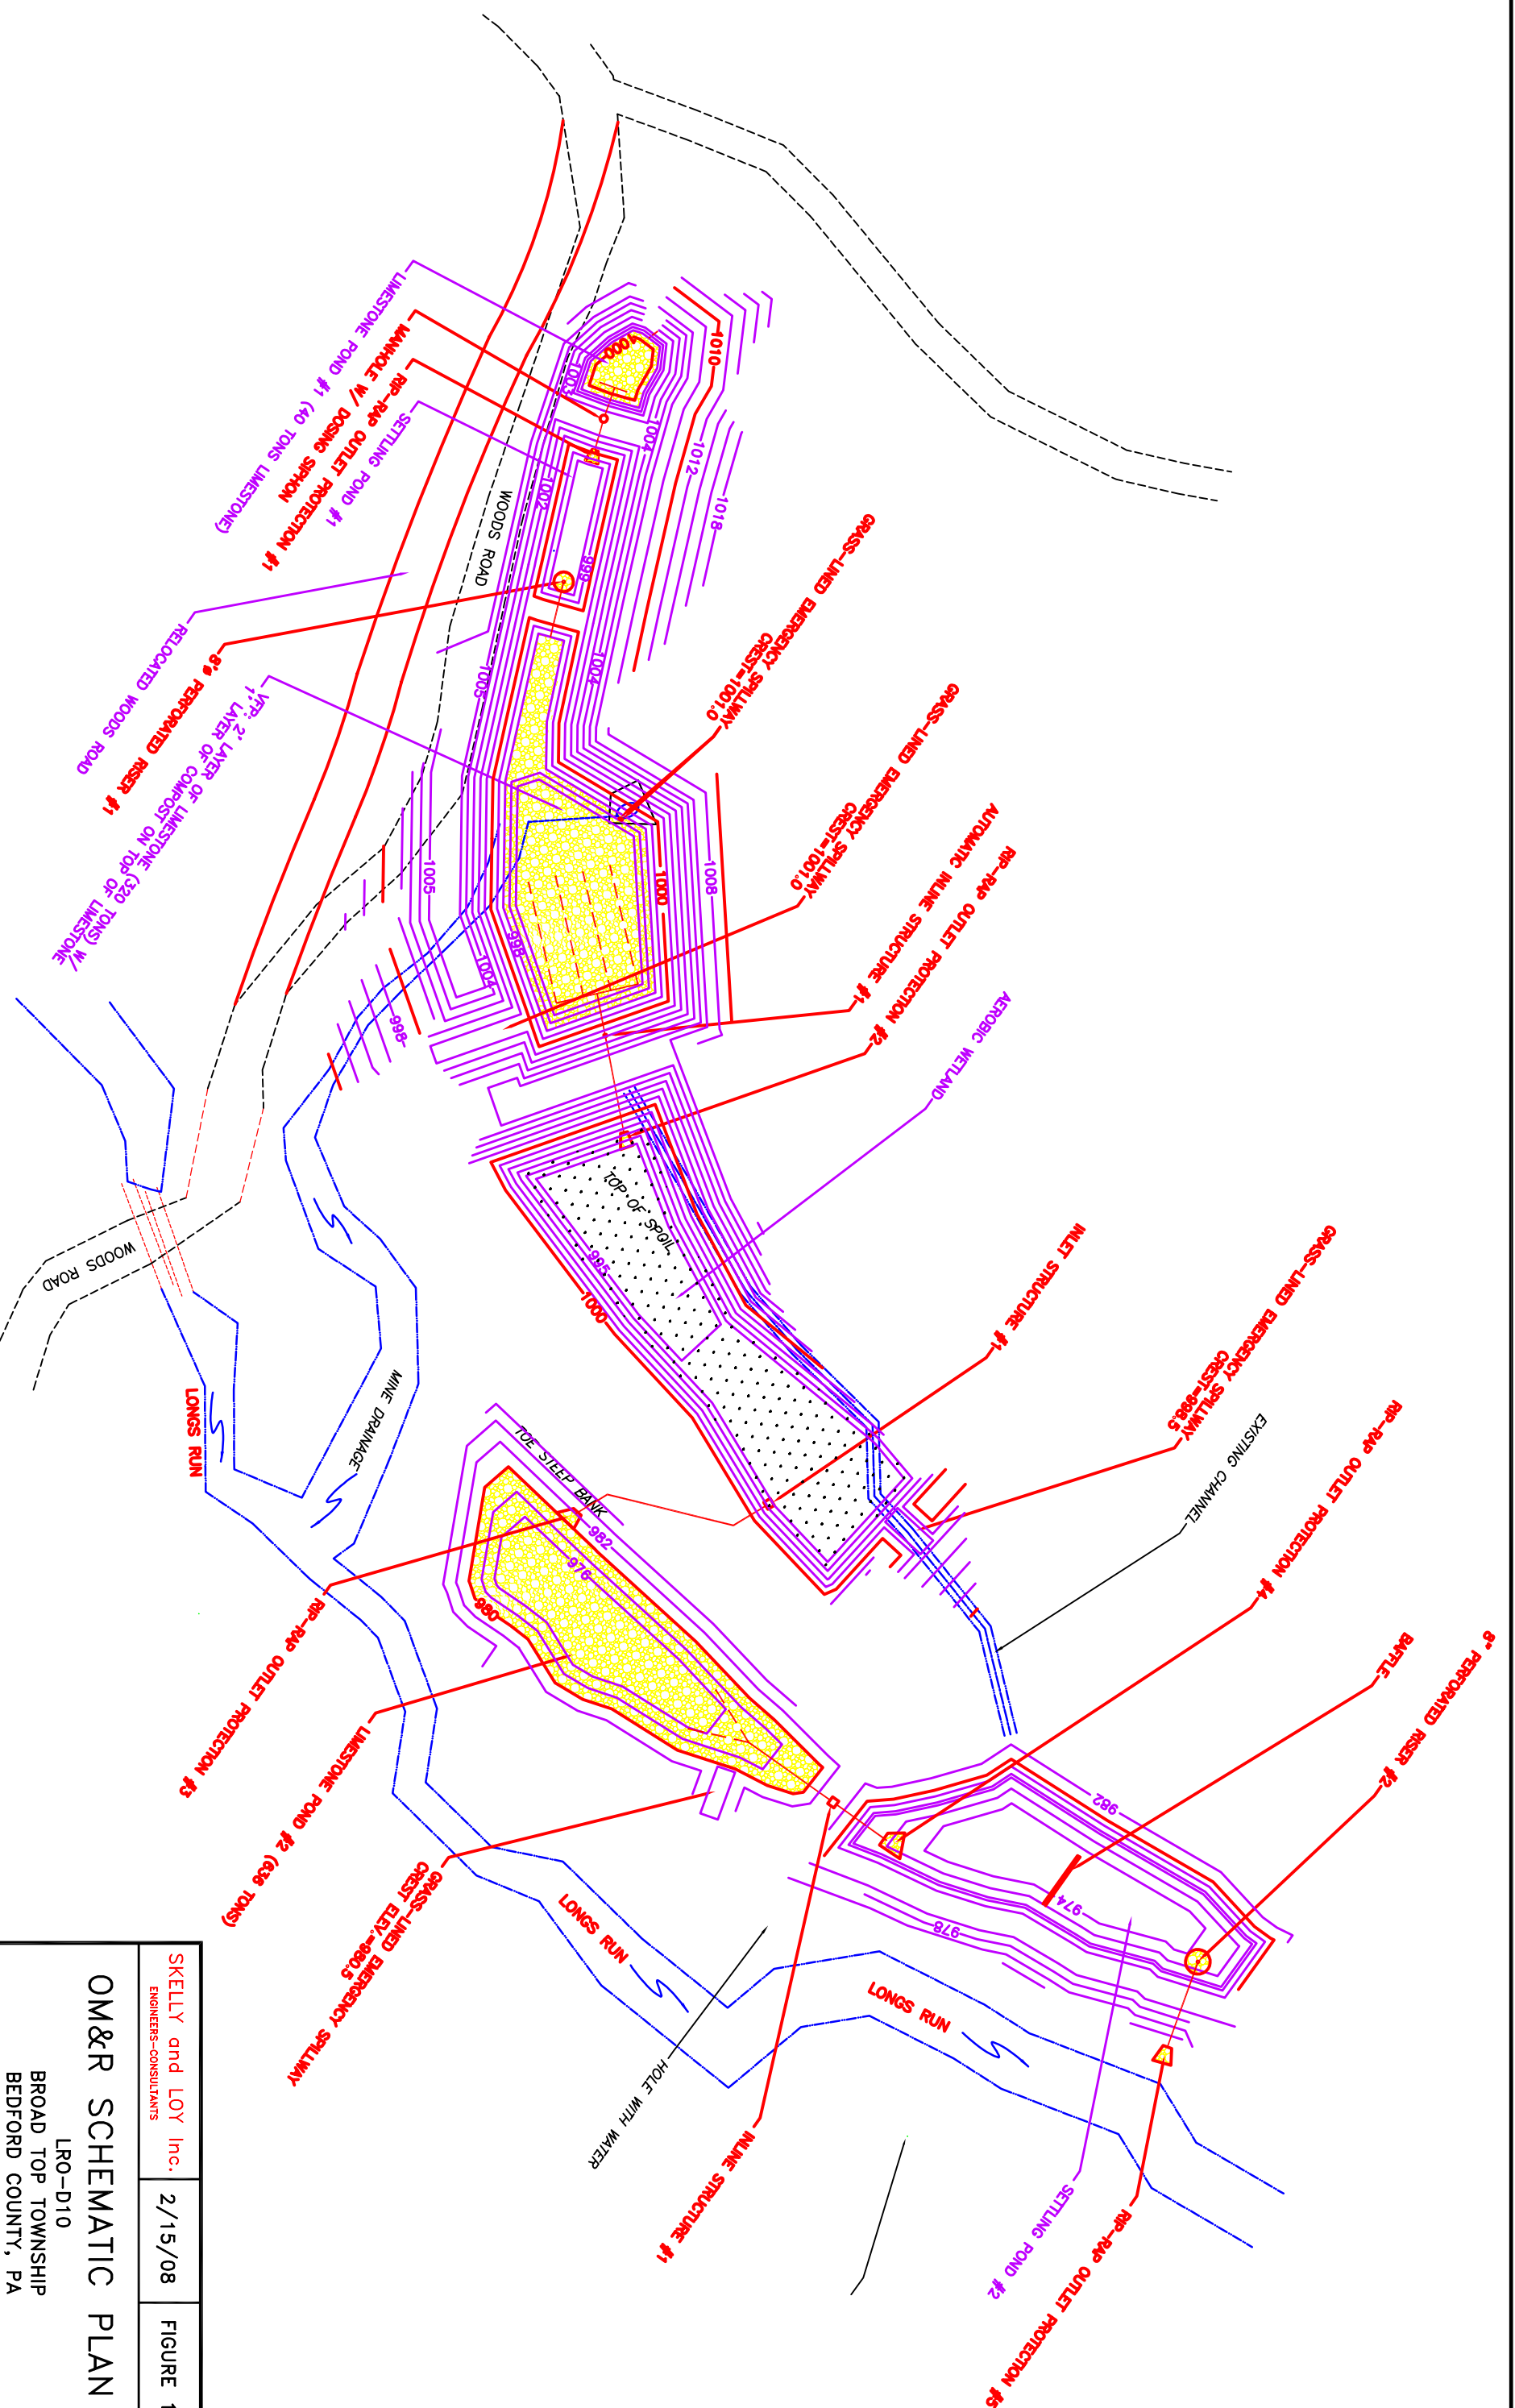 1010
1000
1003
1004
1012
1018
1002
999
1005
1004
LIMESTONE POND #1 (40 TONS LIMESTONE)
MANHOLE W/ DOSING SIPHON
RIP-RAP OUTLET PROTECTION #1
SETTLING POND #1
WOODS ROAD
RELOCATED WOODS ROAD
8"ø PERFORATED RISER #1
VFP: 2' LAYER OF LIMESTONE (320 TONS) W/
1' LAYER OF COMPOST ON TOP OF LIMESTONE
GRASS-LINED EMERGENCY SPILLWAY
CREST=1001.0
GRASS-LINED EMERGENCY SPILLWAY
CREST=1001.0
AUTOMATIC INLINE STRUCTURE #1
RIP-RAP OUTLET PROTECTION #2
AEROBIC WETLAND
1008
1000
1005
998
1004
998
TOP OF SPOIL
995
1000
INLET STRUCTURE #1
GRASS-LINED EMERGENCY SPILLWAY
CREST=998.5
EXISTING CHANNEL
RIP-RAP OUTLET PROTECTION #4
BAFFLE
8" PERFORATED RISER #2
WOODS ROAD
MINE DRAINAGE
LONGS RUN
TOE STEEP BANK
982
976
980
RIP-RAP OUTLET PROTECTION #3
LIMESTONE POND #2 (636 TONS)
GRASS-LINED EMERGENCY SPILLWAY
CREST ELEV.=980.5
LONGS RUN
HOLE WITH WATER
LONGS RUN
INLINE STRUCTURE #1
982
974
978
SETTLING POND #2
RIP-RAP OUTLET PROTECTION #5
SKELLY and LOY Inc.
ENGINEERS-CONSULTANTS
2/15/08
FIGURE 1
OM&R SCHEMATIC PLAN
LRO-D10
BROAD TOP TOWNSHIP
BEDFORD COUNTY, PA